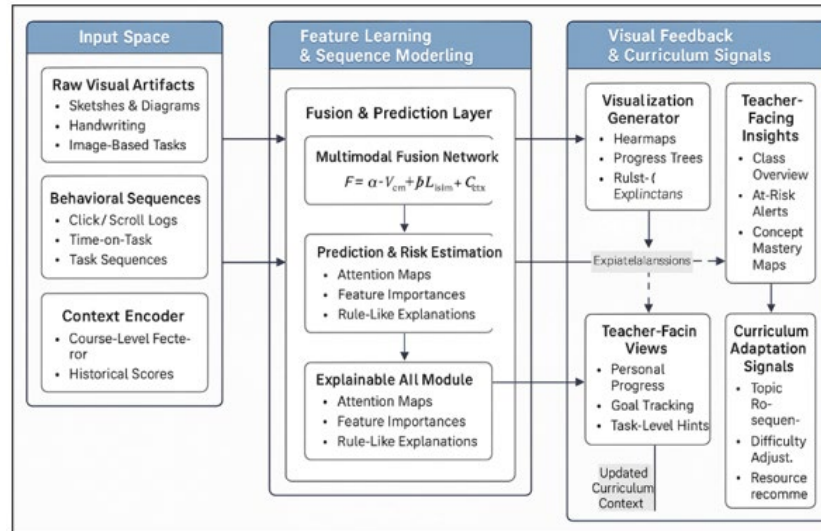 Input Space
Raw Visual Artifacts
• Sketshes & Diagrams
• Handwriting
• Image-Based Tasks
Behavioral Sequences
• Click/Scroll Logs
• Time-on-Task
• Task Sequences
Context Encoder
• Course-Level Fecte-
ror
• Historical Scores
Feature Learning
& Sequence Moderling
Fusion & Prediction Layer
Multimodal Fusion Network
Prediction & Risk Estimation
• Attention Maps
• Feature Importances
• Rule-Like Explanations
Explainable AII Module
• Attention Maps
• Feature Importances
• Rule-Like Explanations
Visual Feedback
& Curriculum Signals
Visualization
Generator
• Hearmaps
• Progress Trees
Teacher-
Facing
Insights
• Class
Overview
• At-Risk
Alerts
• Concept
Mastery
Maps
Teacher-Facin
Views
• Personal
Progress
• Goal Tracking
• Task-Level Hints
Curriculum
Adaptation
Signals
• Topic
Ro-
sequen-
• Difficulty
Adjust.
• Resource
recomme
Updated
Curriculum
Context